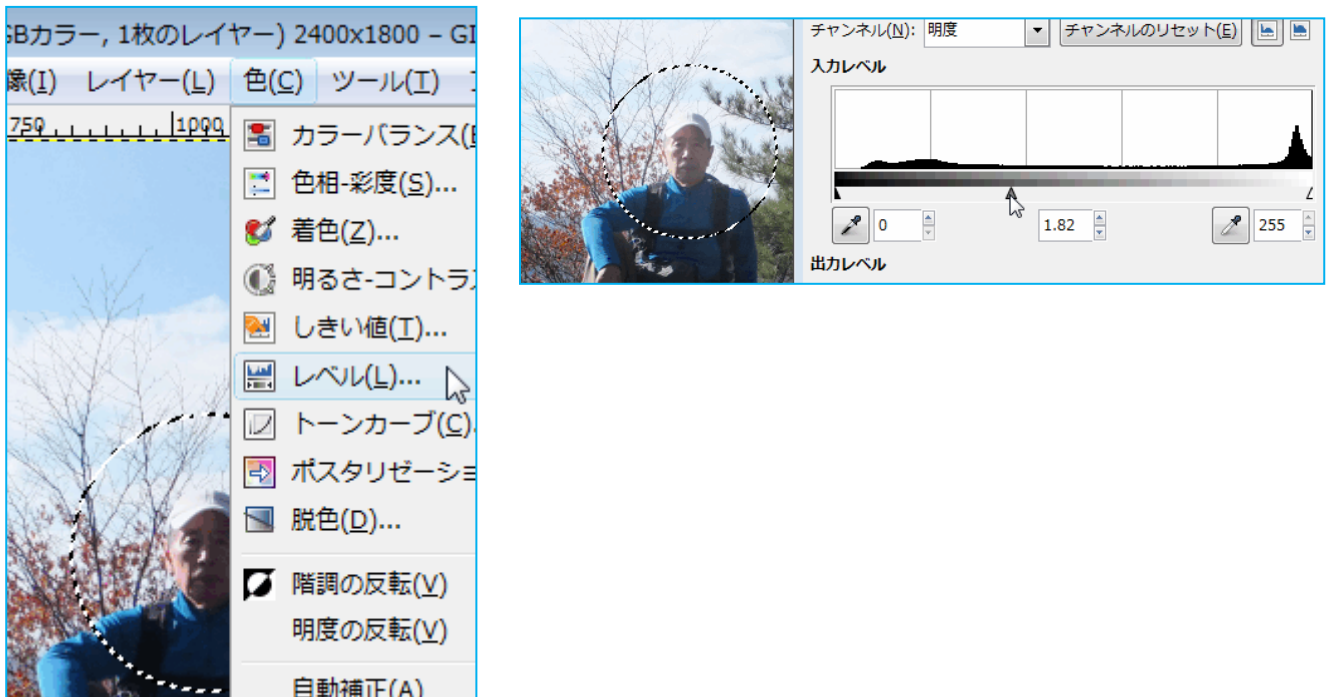 GBカラー, 1枚のレイヤー) 2400x1800 – GI
像(I) レイヤー(L) 色(C) ツール(T)
750 1000
カラーバランス(B
色相-彩度(S)...
着色(Z)...
明るさ-コントラス
しきい値(T)...
レベル(L)...
トーンカーブ(C).
ポスタリゼーショ
脱色(D)...
階調の反転(V)
明度の反転(V)
自動補正(A)
チャンネル(N): 明度 チャンネルのリセット(E)
入力レベル
0 1.82 255
出力レベル